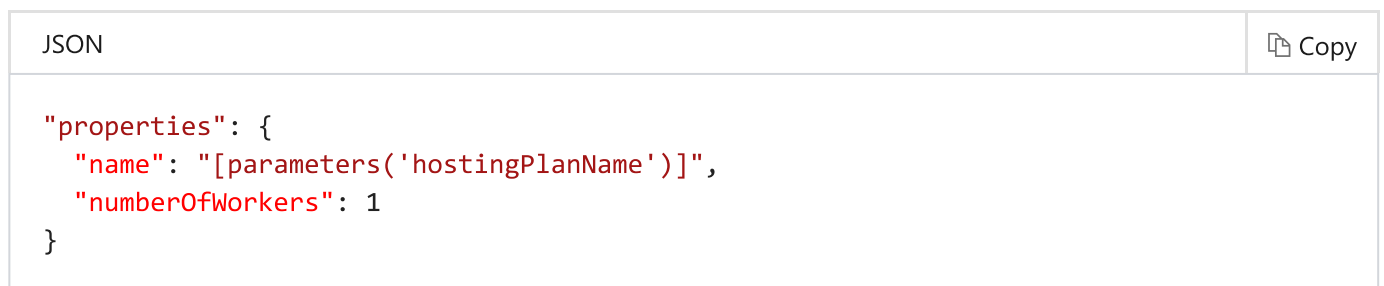 JSON
Copy
"properties": {
  "name": "[parameters('hostingPlanName')]",
  "numberOfWorkers": 1
}